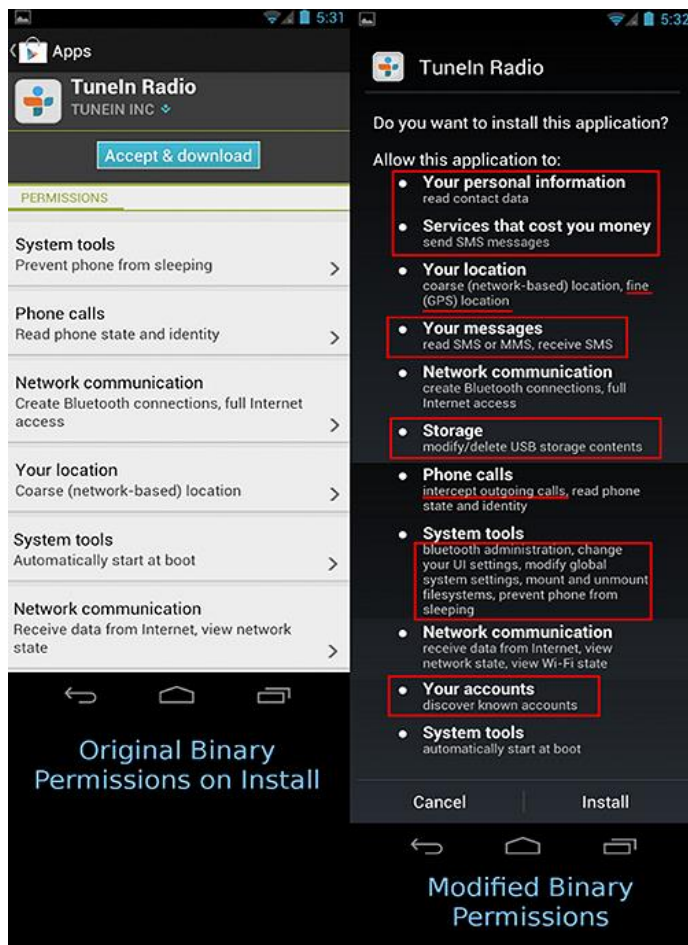 5:31
Apps
TuneIn Radio
TUNEIN INC
Accept & download
PERMISSIONS
System tools
Prevent phone from sleeping
Phone calls
Read phone state and identity
Network communication
Create Bluetooth connections, full Internet
access
Your location
Coarse (network-based) location
System tools
Automatically start at boot
Network communication
Receive data from Internet, view network
state
Original Binary
Permissions on Install
5:32
TuneIn Radio
Do you want to install this application?
Allow this application to:
Your personal information
read contact data
Services that cost you money
send SMS messages
Your location
coarse (network-based) location, fine
(GPS) location
Your messages
read SMS or MMS, receive SMS
Network communication
create Bluetooth connections, full
Internet access
Storage
modify/delete USB storage contents
Phone calls
intercept outgoing calls, read phone
state and identity
System tools
bluetooth administration, change
your UI settings, modify global
system settings, mount and unmount
filesystems, prevent phone from
sleeping
Network communication
receive data from Internet, view
network state, view Wi-Fi state
Your accounts
discover known accounts
System tools
automatically start at boot
Cancel
Install
Modified Binary
Permissions